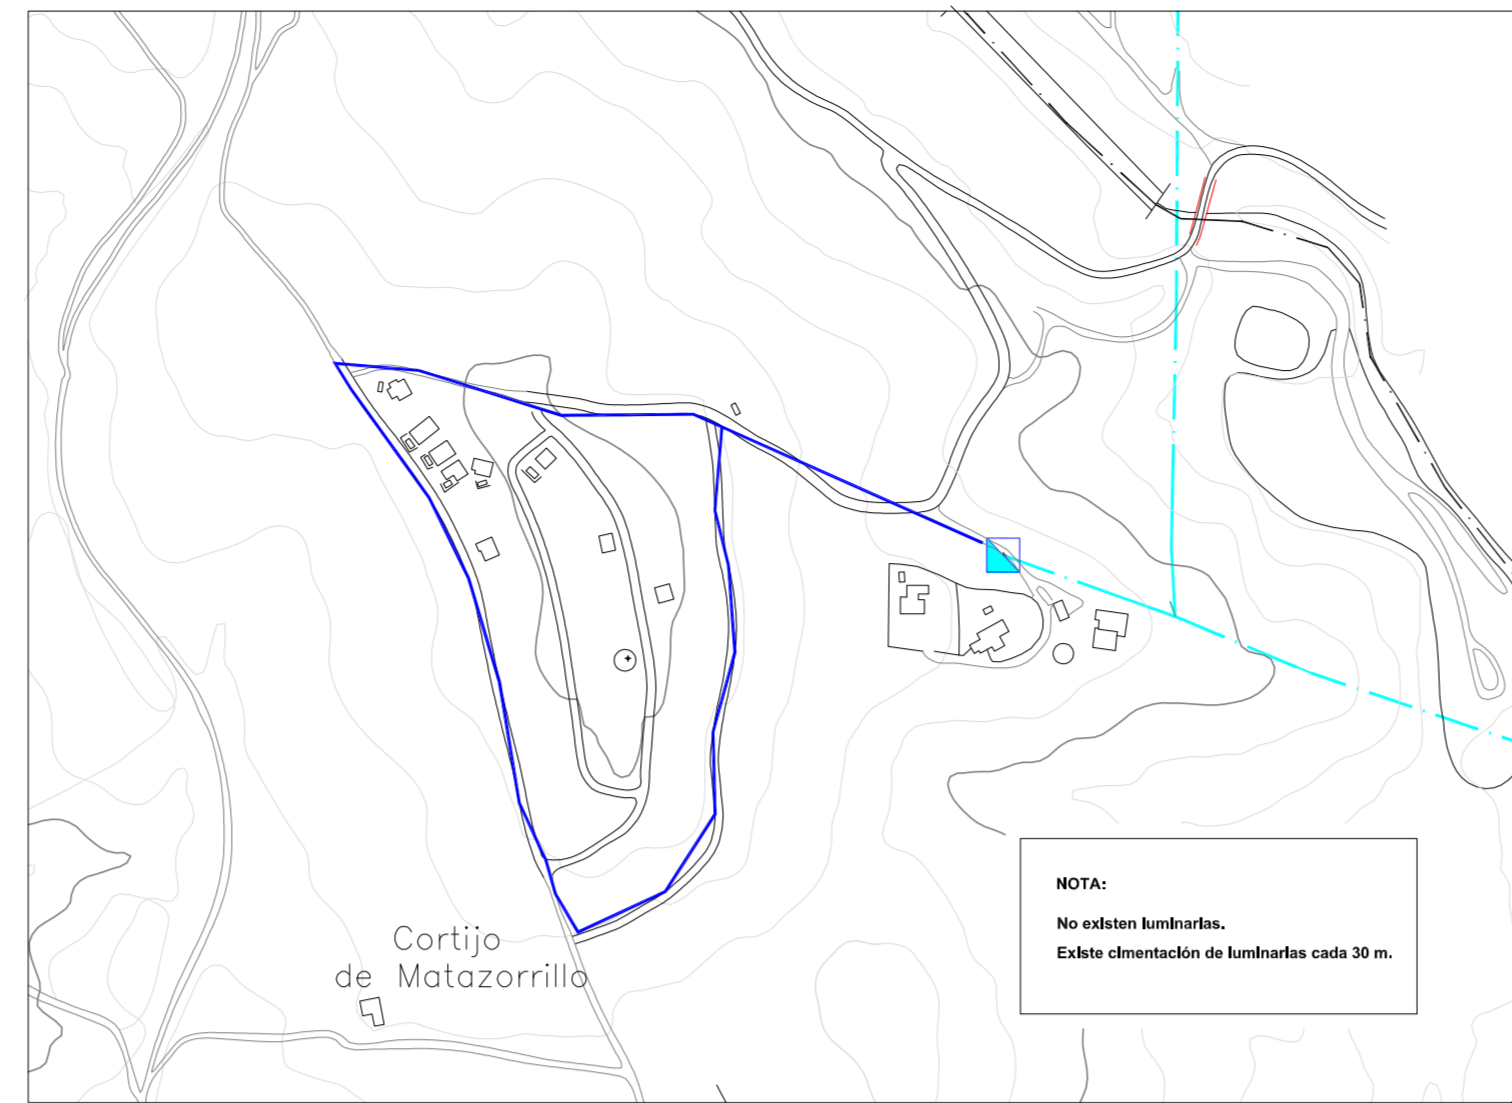 Cortijo
de Matazorrillo
NOTA:
No existen luminarias.
Existe cimentación de luminarias cada 30 m.